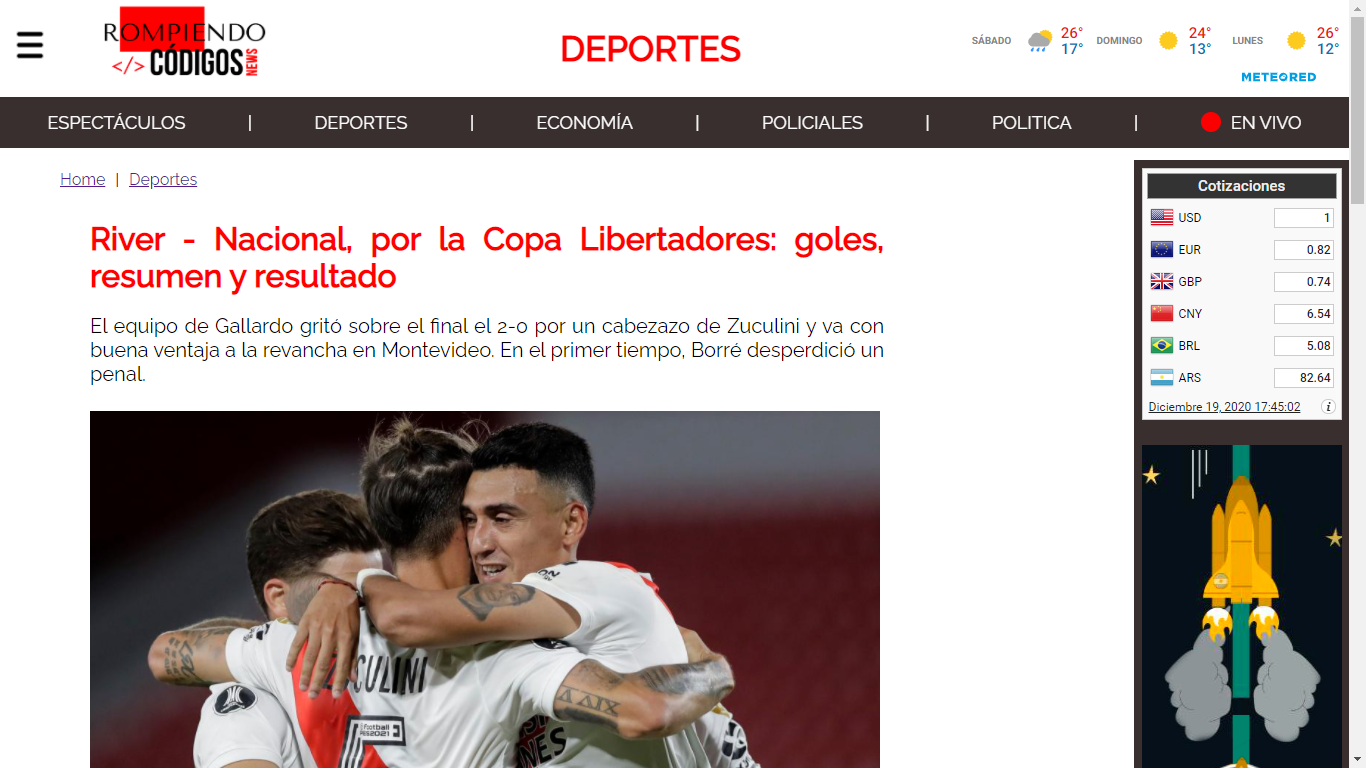 ROMPIENDO
</> CÓDIGOS NEWS
DEPORTES
SÁBADO 26° 17° DOMINGO 24° 13° LUNES 26° 12°
METEORED
ESPECTÁCULOS | DEPORTES | ECONOMÍA | POLICIALES | POLITICA | EN VIVO
Home | Deportes
River - Nacional, por la Copa Libertadores: goles,
resumen y resultado
El equipo de Gallardo gritó sobre el final el 2-0 por un cabezazo de Zuculini y va con
buena ventaja a la revancha en Montevideo. En el primer tiempo, Borré desperdició un
penal.
Cotizaciones
USD 1
EUR 0.82
GBP 0.74
CNY 6.54
BRL 5.08
ARS 82.64
Diciembre 19, 2020 17:45:02 i
CULINI
eFootball
PES2021
XIX